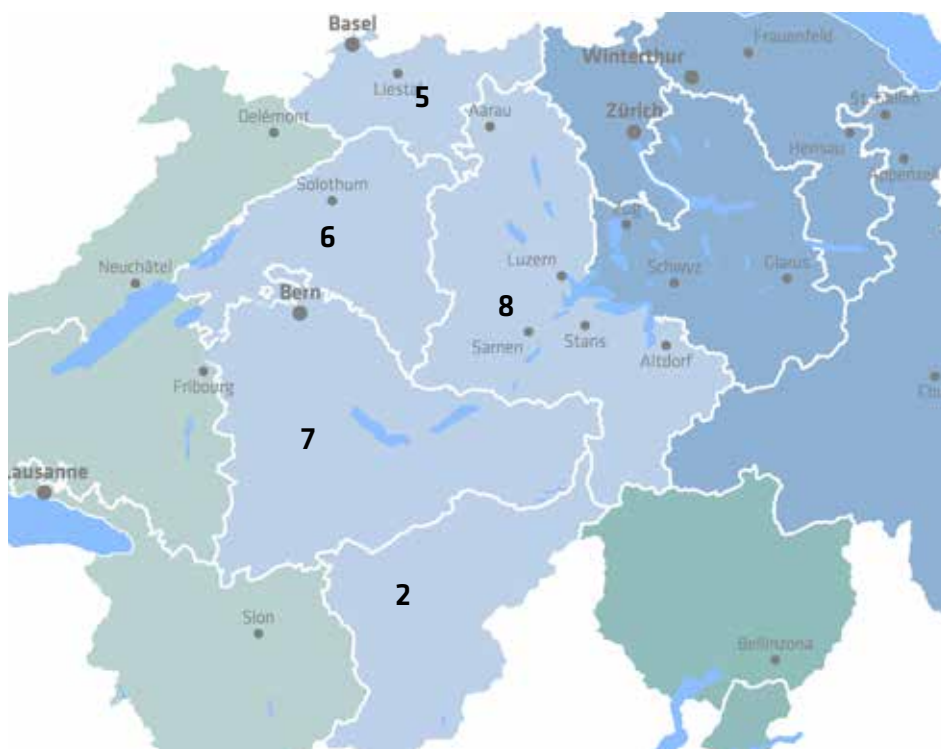 Basel
Frauenfeld
Winterthur
Liestal
5
Aarau
St. Gallen
Delémont
Zürich
Herisau
Appenzell
Solothurn
Zug
6
Neuchâtel
Luzern
Schwyz
Glarus
Bern
8
Sarnen
Stans
Altdorf
Fribourg
7
Lausanne
2
Sion
Bellinzona